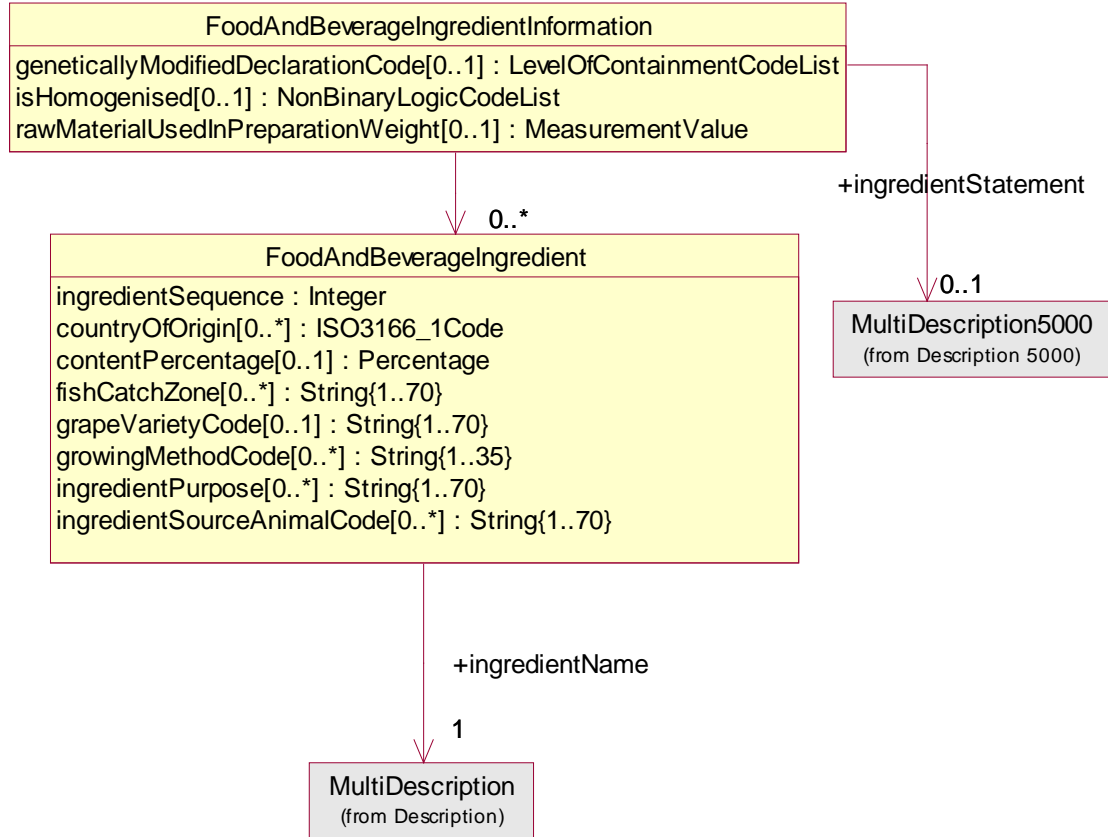 FoodAndBeverageIngredientInformation
geneticallyModifiedDeclarationCode[0..1] : LevelOfContainmentCodeList
isHomogenised[0..1] : NonBinaryLogicCodeList
rawMaterialUsedInPreparationWeight[0..1] : MeasurementValue
+ingredientStatement
0..*
FoodAndBeverageIngredient
ingredientSequence : Integer
countryOfOrigin[0..*] : ISO3166_1Code
contentPercentage[0..1] : Percentage
fishCatchZone[0..*] : String{1..70}
grapeVarietyCode[0..1] : String{1..70}
growingMethodCode[0..*] : String{1..35}
ingredientPurpose[0..*] : String{1..70}
ingredientSourceAnimalCode[0..*] : String{1..70}
0..1
MultiDescription5000
(from Description 5000)
+ingredientName
1
MultiDescription
(from Description)